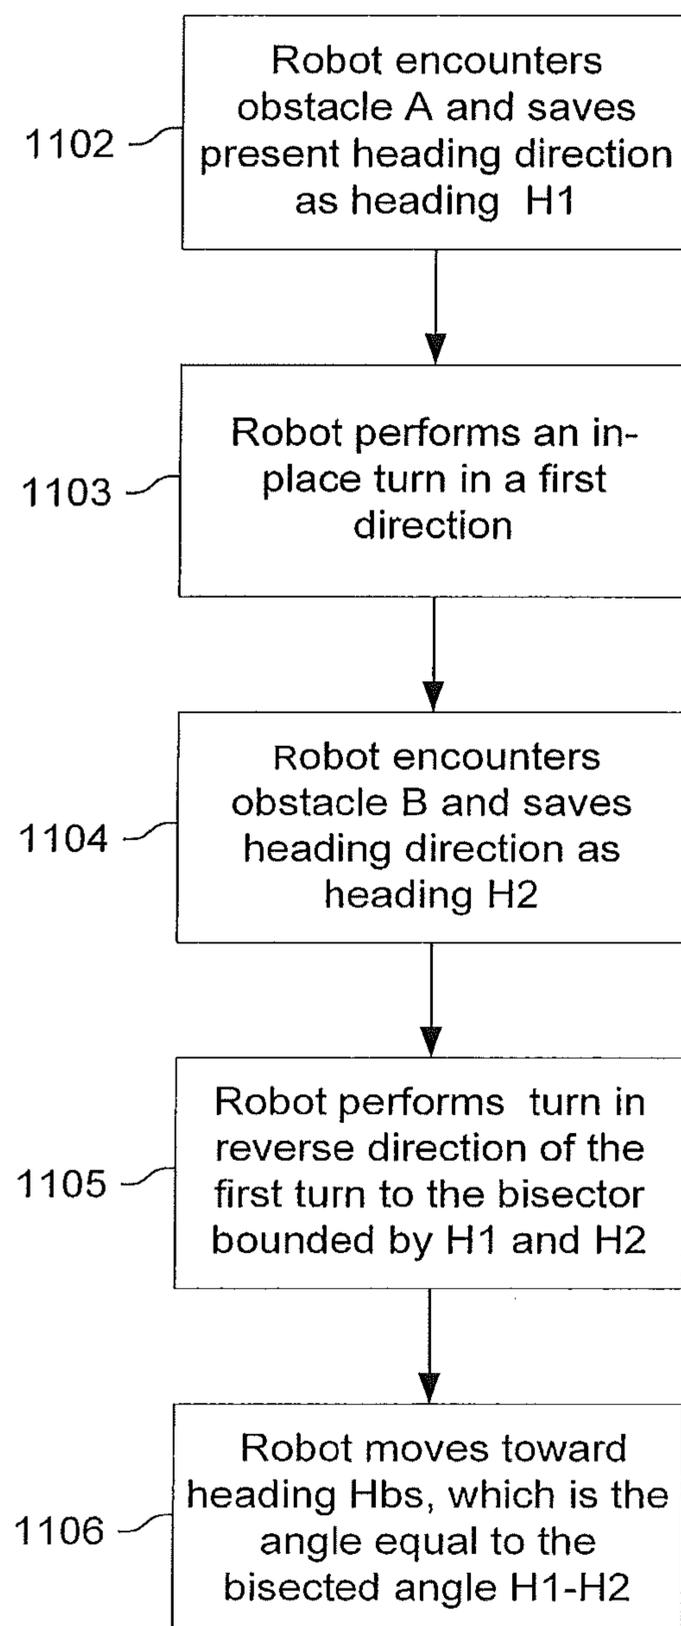 Robot encounters
obstacle A and saves
1102
present heading direction
as heading H1
Robot performs an in-
place turn in a first
1103
direction
Robot encounters
obstacle B and saves
1104
heading direction as
heading H2
Robot performs turn in
reverse direction of the
1105
first turn to the bisector
bounded by H1 and H2
Robot moves toward
heading Hbs, which is the
1106
angle equal to the
bisected angle H1-H2